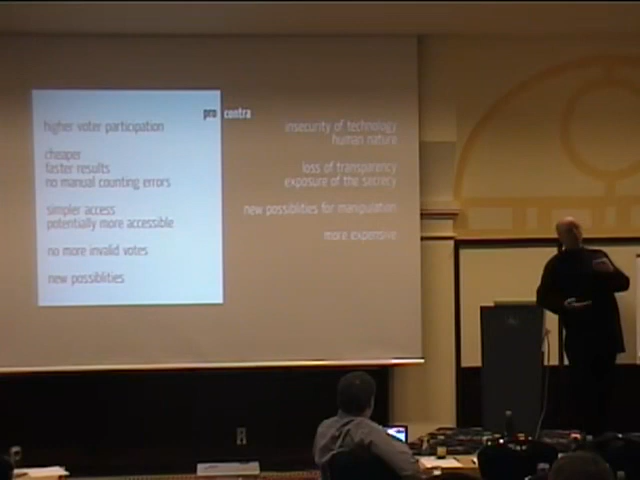 pro contra
higher voter participation
cheaper
faster results
no manual counting errors
simpler access
potentially more accessible
no more invalid votes
new possiblities
insecurity of technology
human nature
loss of transparency
exposure of the secrecy
new possiblities for manipulation
more expensive